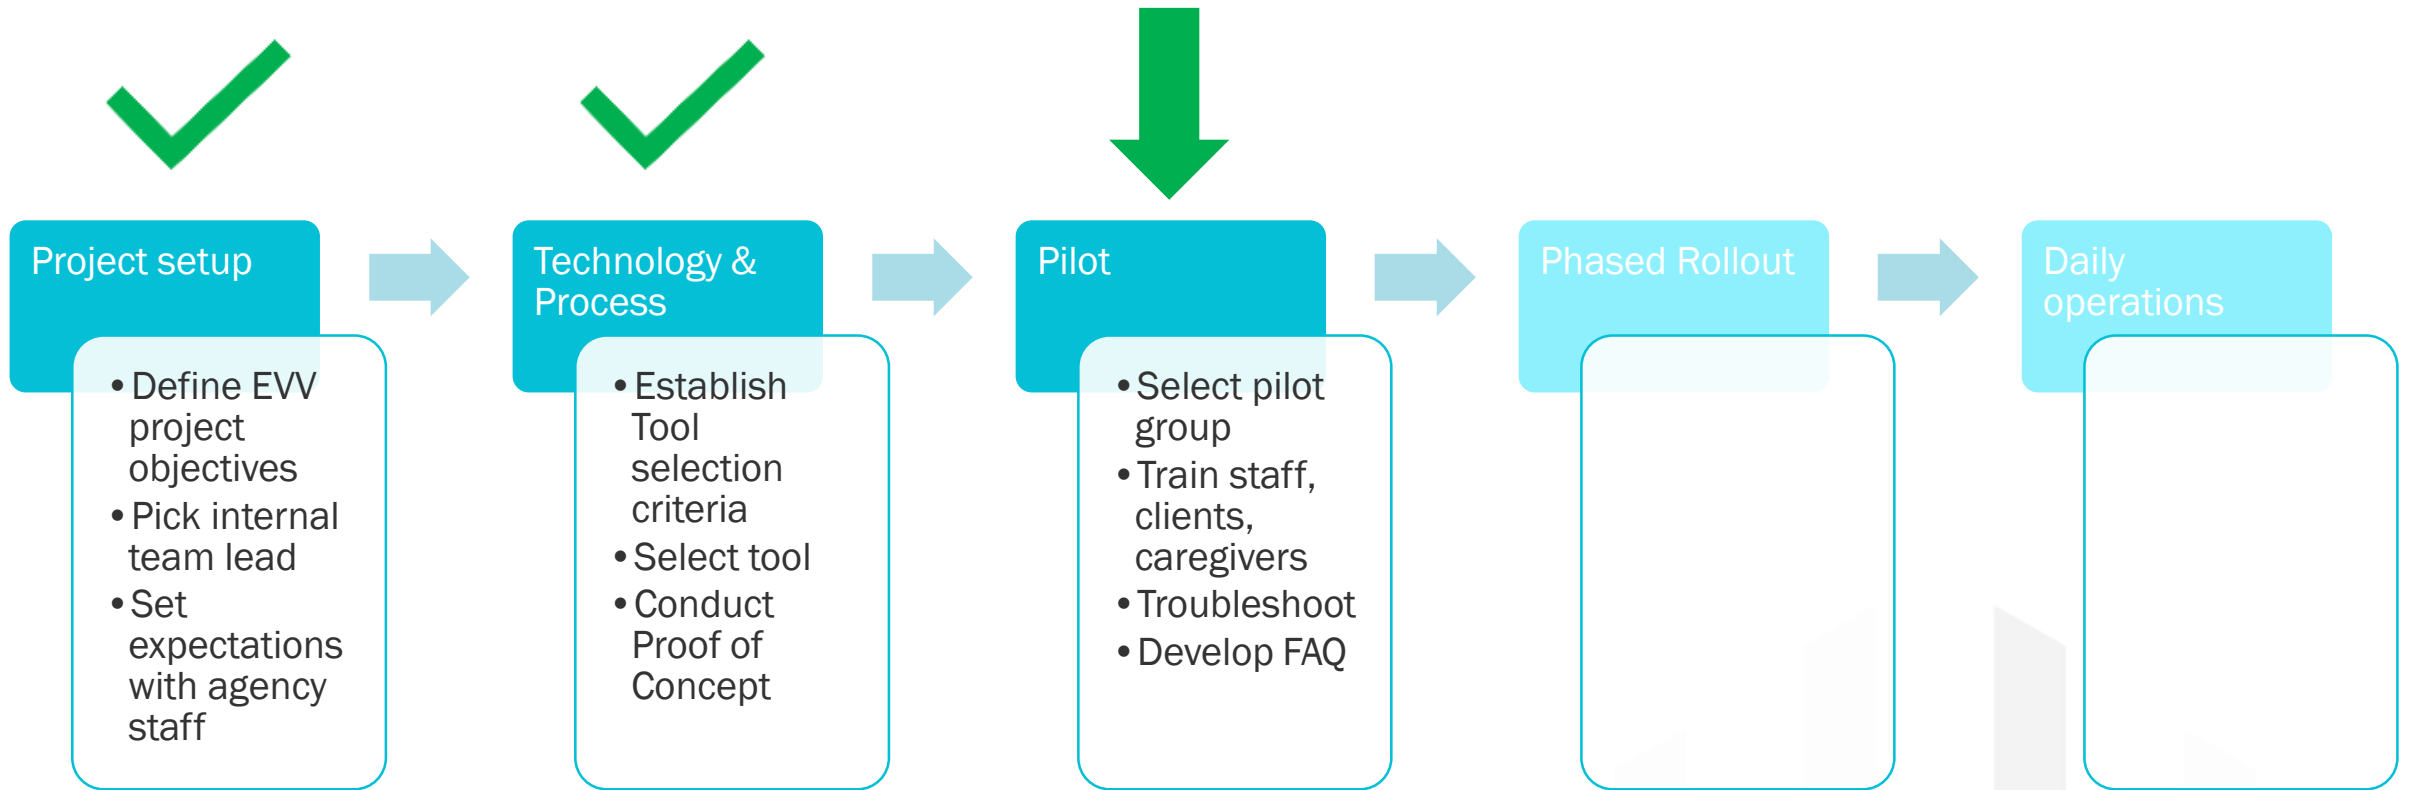 Project setup
• Define EVV
project
objectives
• Pick internal
team lead
• Set
expectations
with agency
staff
Technology &
Process
• Establish
Tool
selection
criteria
• Select tool
• Conduct
Proof of
Concept
Pilot
• Select pilot
group
• Train staff,
clients,
caregivers
• Troubleshoot
• Develop FAQ
Phased Rollout
Daily
operations